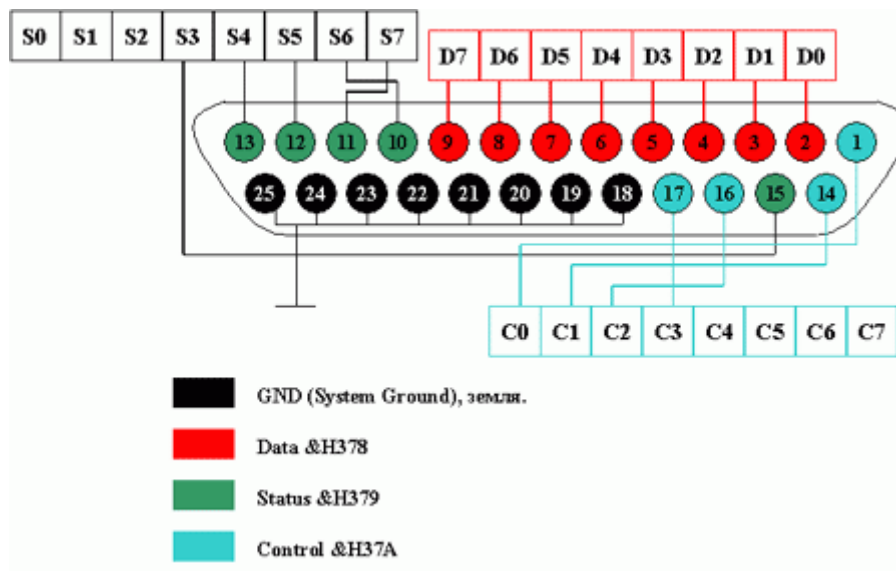 S0 S1 S2 S3 S4 S5 S6 S7
D7 D6 D5 D4 D3 D2 D1 D0
13 12 11 10 9 8 7 6 5 4 3 2 1
25 24 23 22 21 20 19 18 17 16 15 14
C0 C1 C2 C3 C4 C5 C6 C7
GND (System Ground), земля.
Data &H378
Status &H379
Control &H37A